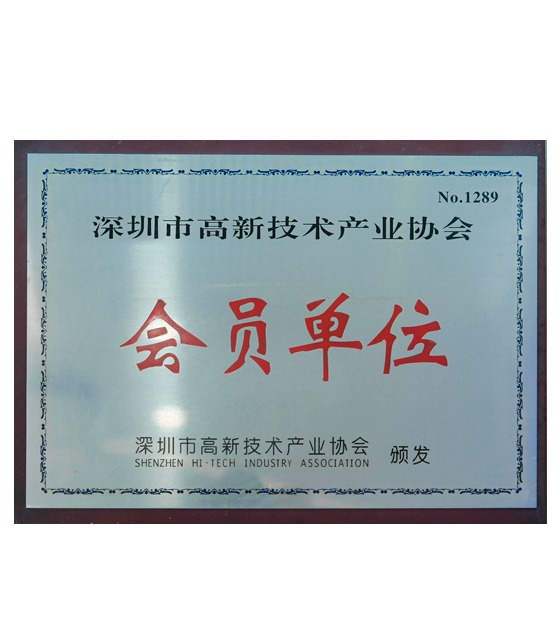 No.1289
深圳市高新技术产业协会
会员单位
深圳市高新技术产业协会 颁发
SHENZHEN HI-TECH INDUSTRY ASSOCIATION